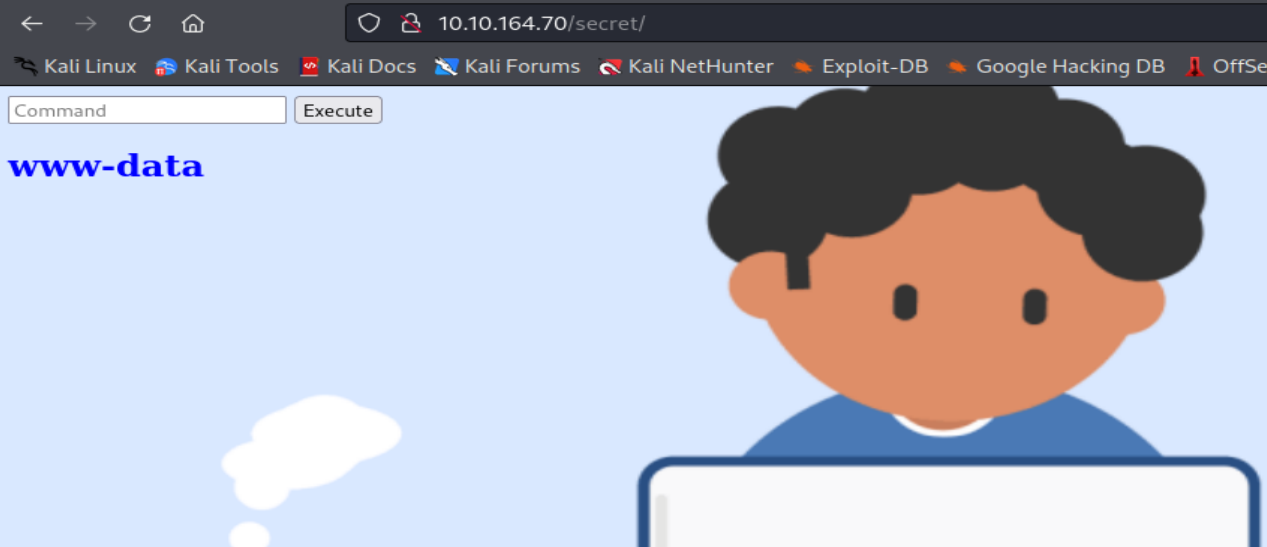 10.10.164.70/secret/
Kali Linux Kali Tools Kali Docs Kali Forums Kali NetHunter Exploit-DB Google Hacking DB OffSe
Command Execute
www-data